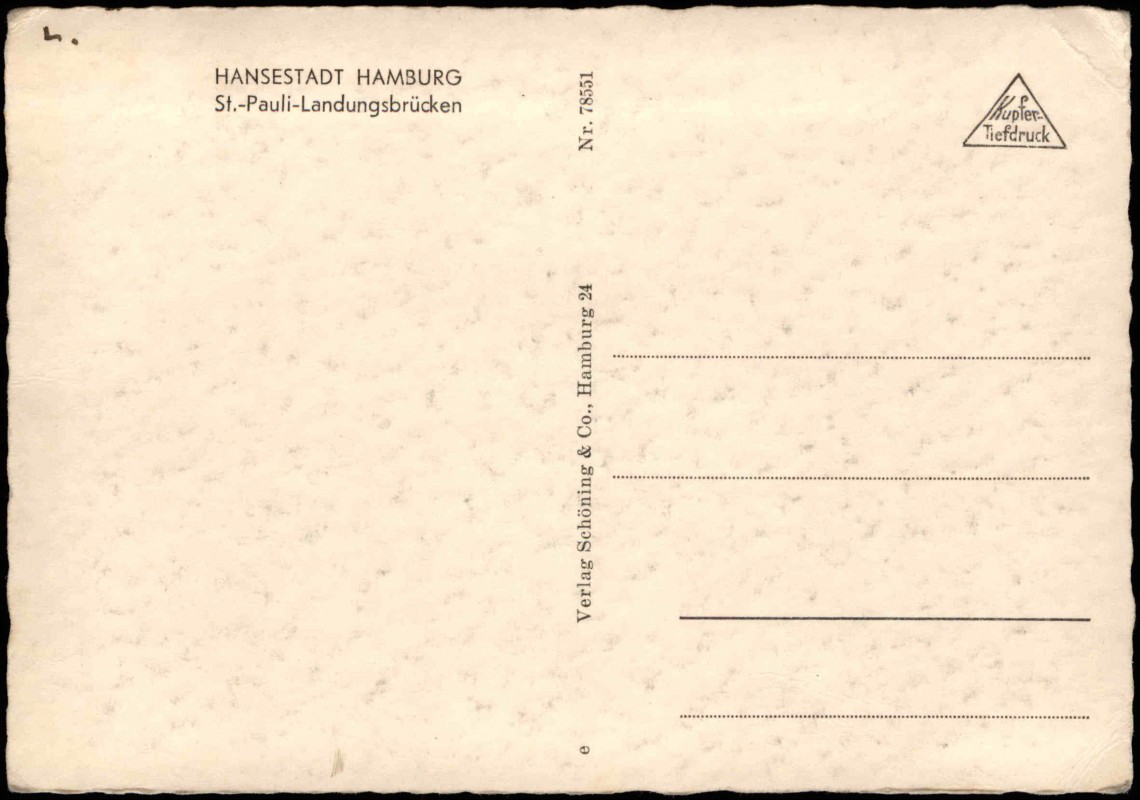 HANSESTADT HAMBURG
St.-Pauli-Landungsbrücken
Nr. 78551
Verlag Schöning & Co., Hamburg 24
e
Kupfer-
Tiefdruck